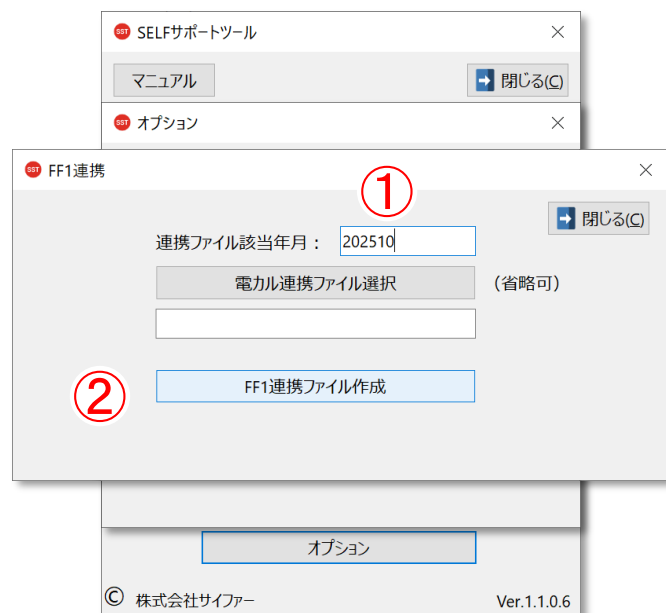 SST SELFサポートツール
マニュアル 閉じる(C)
SST オプション
SST FF1連携
①
閉じる(C)
連携ファイル該当年月： 202510
電カル連携ファイル選択 （省略可）
② FF1連携ファイル作成
オプション
© 株式会社サイファー Ver.1.1.0.6